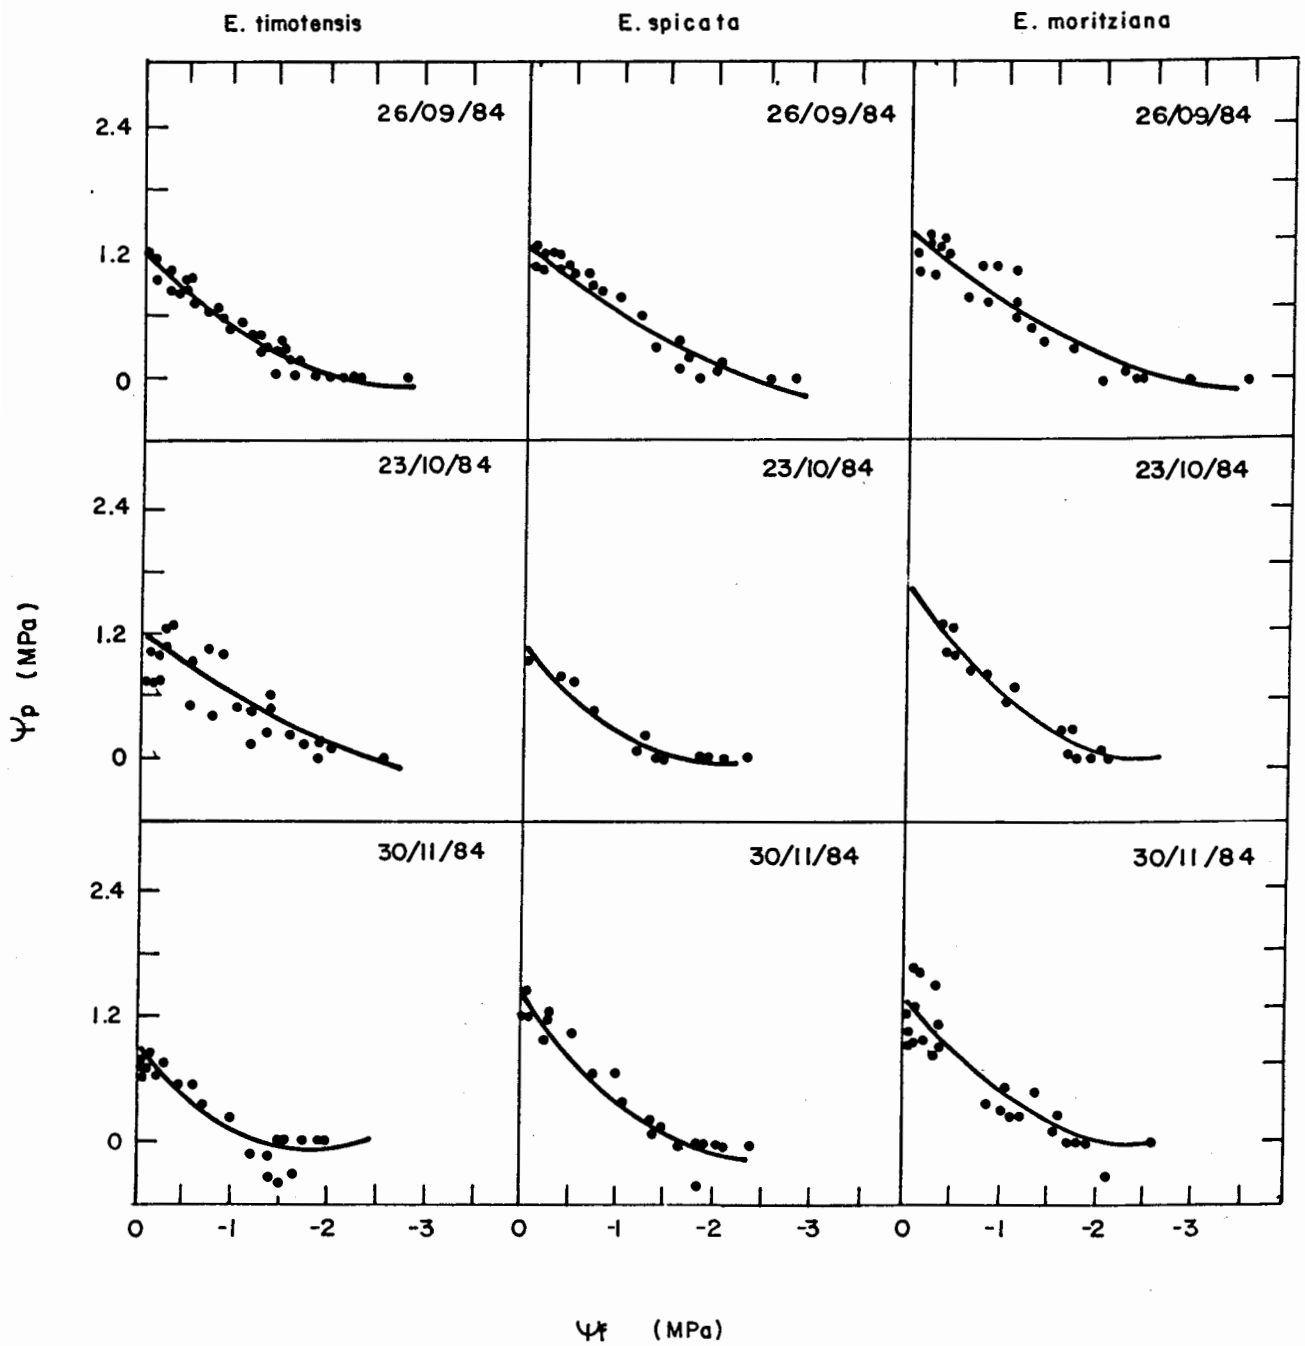 E. timotensis E. spicata E. moritziana
26/09/84 26/09/84 26/09/84
2.4
1.2
0
23/10/84 23/10/84 23/10/84
2.4
1.2
0
Ψp (MPa)
30/11/84 30/11/84 30/11/84
2.4
1.2
0
0 -1 -2 -3 0 -1 -2 -3 0 -1 -2 -3
Ψf (MPa)